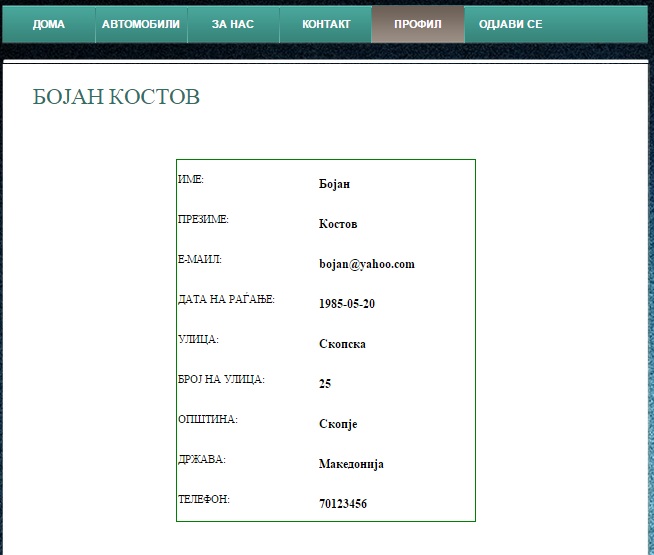 ДОМА АВТОМОБИЛИ ЗА НАС КОНТАКТ ПРОФИЛ ОДЈАВИ СЕ
БОЈАН КОСТОВ
ИМЕ: Бојан
ПРЕЗИМЕ: Костов
Е-МАИЛ: bojan@yahoo.com
ДАТА НА РАЃАЊЕ: 1985-05-20
УЛИЦА: Скопска
БРОЈ НА УЛИЦА: 25
ОПШТИНА: Скопје
ДРЖАВА: Македонија
ТЕЛЕФОН: 70123456